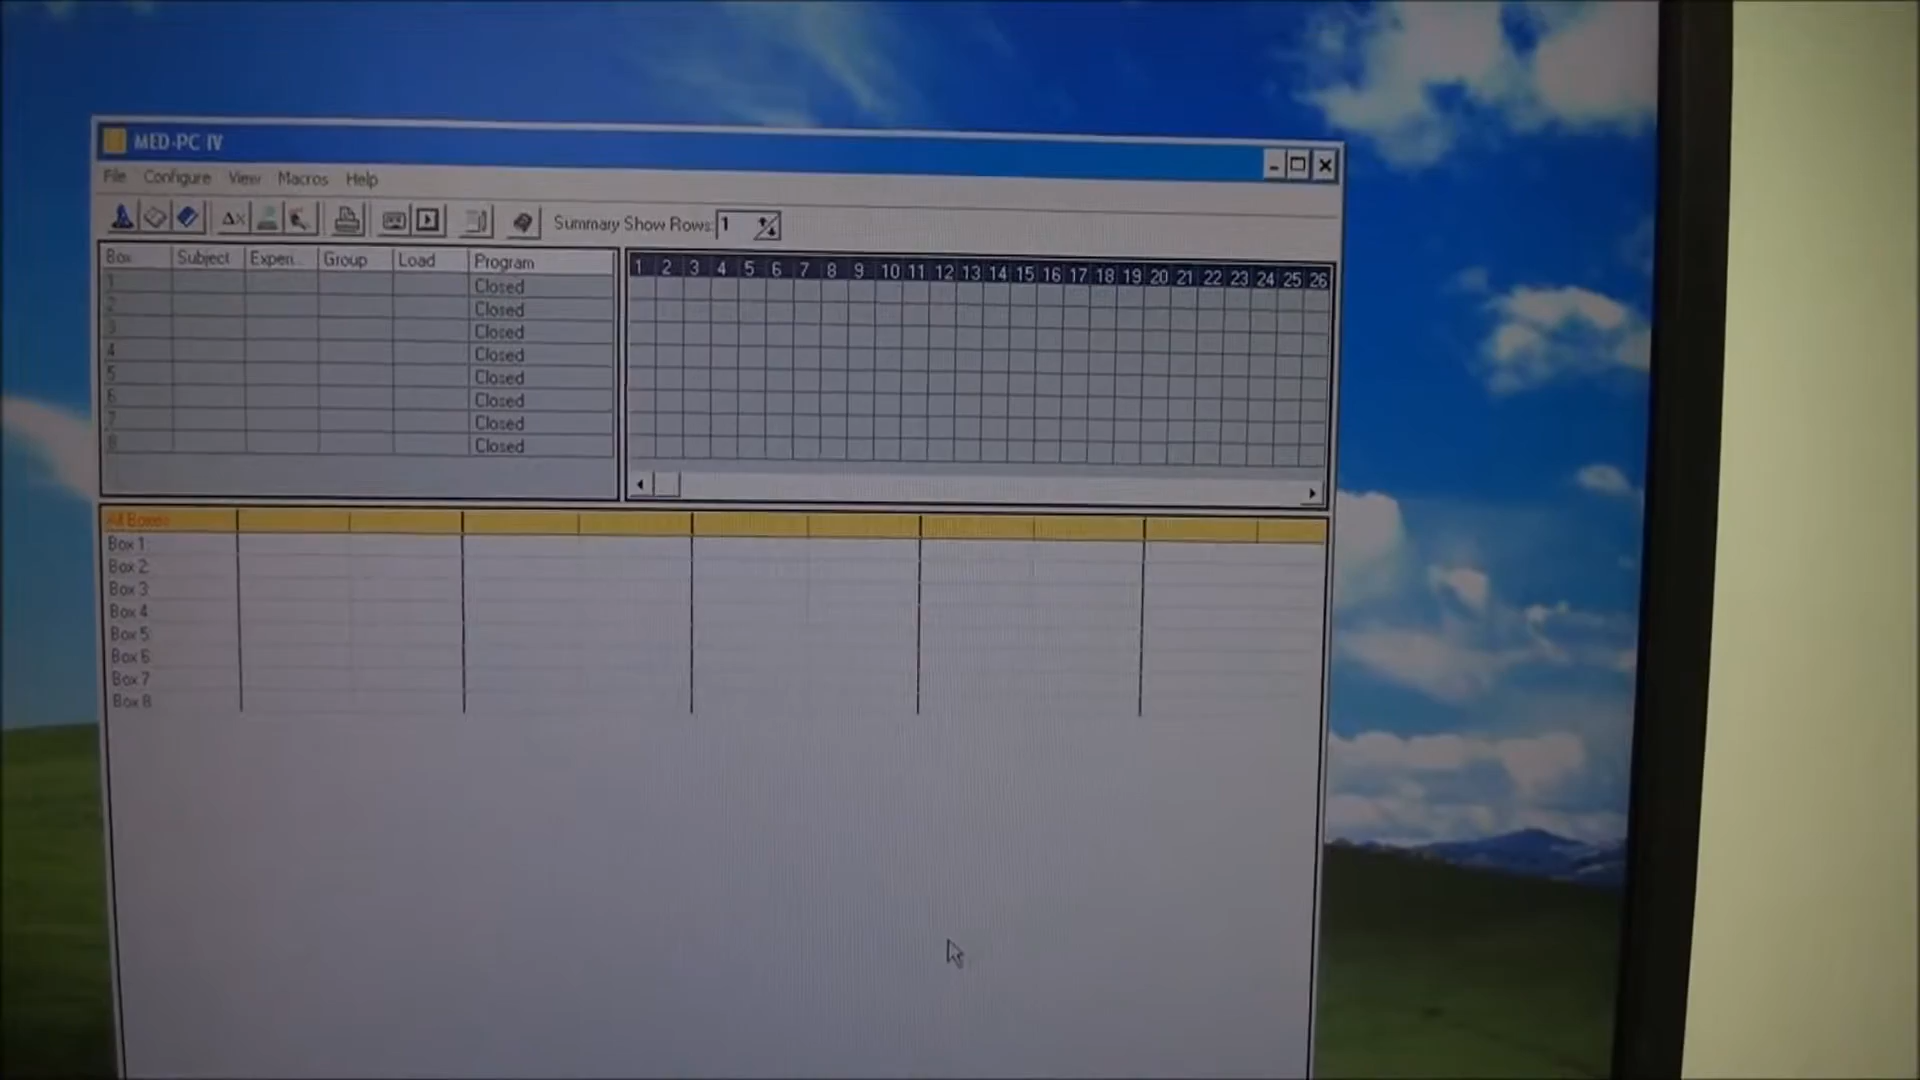 MED-PC IV
File Configure View Macros Help
Summary Show Rows: 1
Box Subject Experi... Group Load Program
1 Closed
2 Closed
3 Closed
4 Closed
5 Closed
6 Closed
7 Closed
8 Closed
1 2 3 4 5 6 7 8 9 10 11 12 13 14 15 16 17 18 19 20 21 22 23 24 25 26
All Boxes
Box 1:
Box 2:
Box 3:
Box 4:
Box 5:
Box 6:
Box 7:
Box 8: